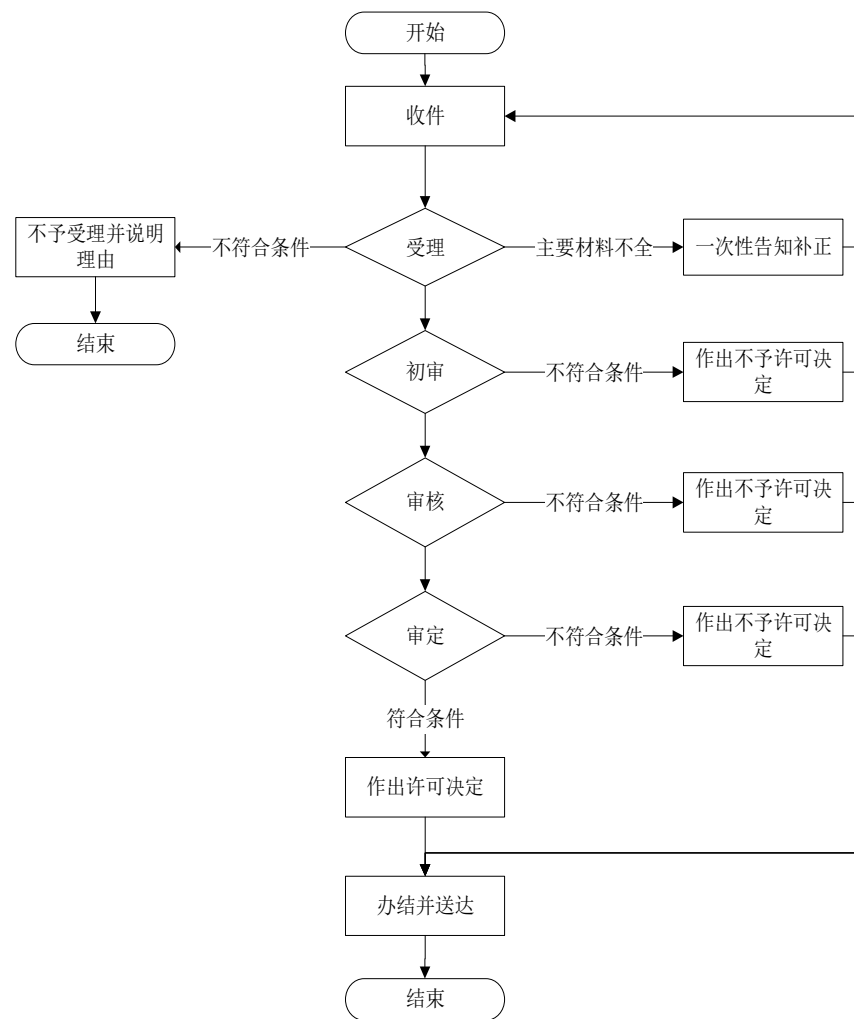 开始
收件
不予受理并说明
理由
不符合条件
受理
主要材料不全
一次性告知补正
结束
初审
不符合条件
作出不予许可决
定
审核
不符合条件
作出不予许可决
定
审定
不符合条件
作出不予许可决
定
符合条件
作出许可决定
办结并送达
结束